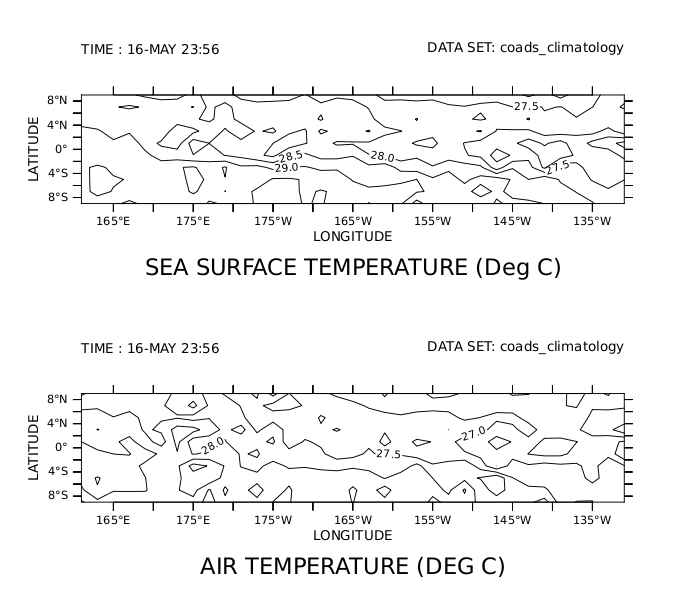 TIME : 16-MAY 23:56
DATA SET: coads_climatology
8°N
4°N
0°
4°S
8°S
LATITUDE
27.5
28.5
28.0
29.0
27.5
165°E
175°E
175°W
165°W
155°W
145°W
135°W
LONGITUDE
SEA SURFACE TEMPERATURE (Deg C)
TIME : 16-MAY 23:56
DATA SET: coads_climatology
8°N
4°N
0°
4°S
8°S
LATITUDE
28.0
27.5
27.0
165°E
175°E
175°W
165°W
155°W
145°W
135°W
LONGITUDE
AIR TEMPERATURE (DEG C)